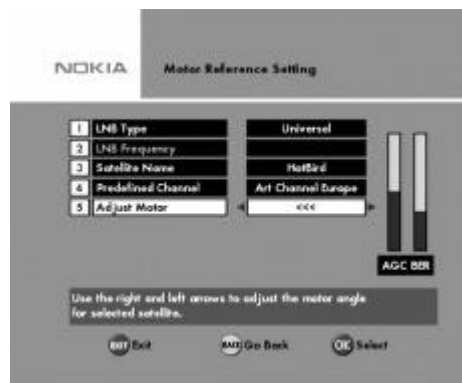 NOKIA
Motor Reference Setting
1 LNB Type Universel
2 LNB Frequency
3 Satellite Name HotBird
4 Predefined Channel Art Channel Europe
5 Adjust Motor <<<
AGC BER
Use the right and left arrows to adjust the motor angle
for selected satellite.
EXIT Exit BACK Go Back OK Select